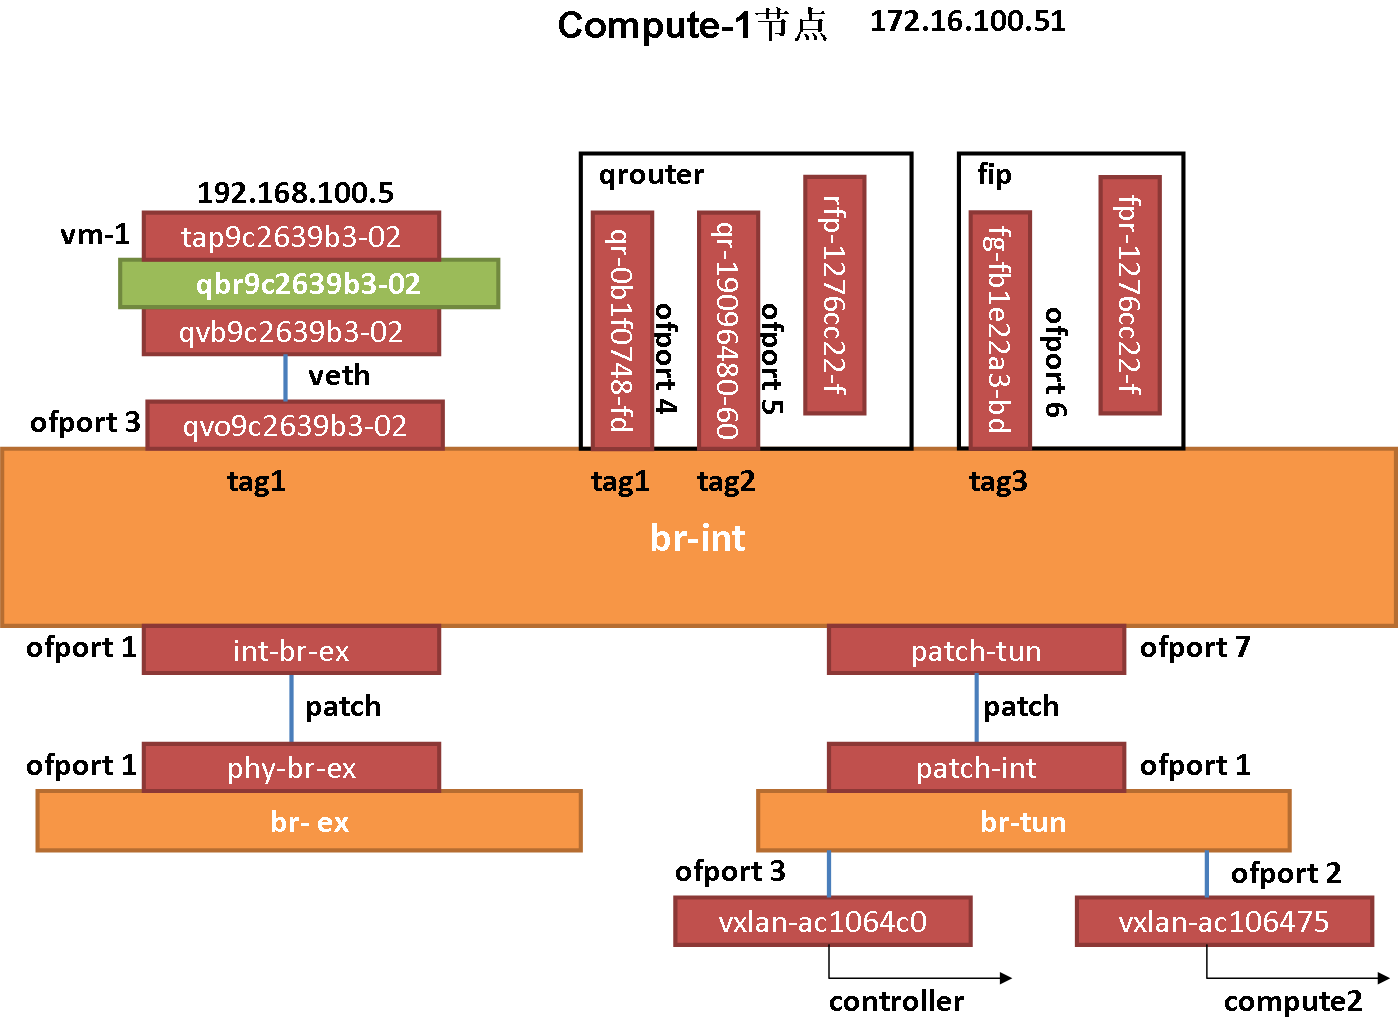 Compute-1节点 172.16.100.51
192.168.100.5
vm-1
tap9c2639b3-02
qbr9c2639b3-02
qvb9c2639b3-02
veth
ofport 3
qvo9c2639b3-02
tag1
qrouter
qr-0b1f0748-fd
ofport 4
qr-19096480-60
ofport 5
rfp-1276cc22-f
tag1
tag2
fip
fg-fb1e22a3-bd
ofport 6
fpr-1276cc22-f
tag3
br-int
ofport 1
int-br-ex
patch
ofport 1
phy-br-ex
br- ex
patch-tun
ofport 7
patch
patch-int
ofport 1
br-tun
ofport 3
vxlan-ac1064c0
controller
ofport 2
vxlan-ac106475
compute2